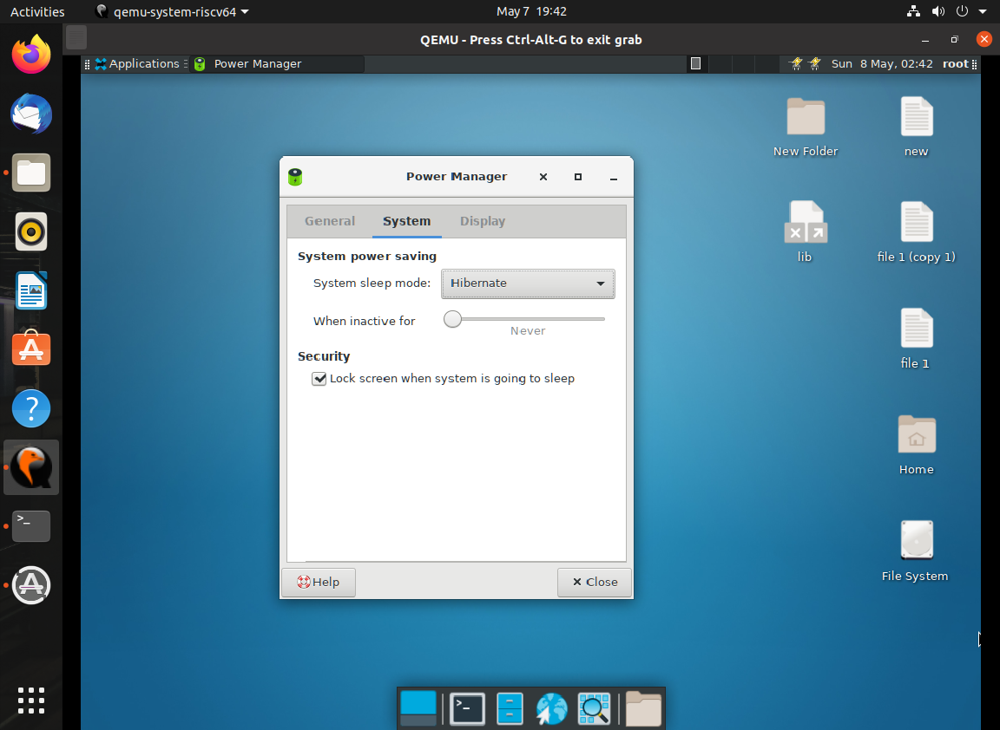 Activities
qemu-system-riscv64
May 7 19:42
QEMU - Press Ctrl-Alt-G to exit grab
Applications
Power Manager
Sun 8 May, 02:42
root
New Folder
new
Power Manager
General
System
Display
lib
file 1 (copy 1)
System power saving
System sleep mode:
Hibernate
When inactive for
Never
file 1
Security
Lock screen when system is going to sleep
Home
File System
Help
Close